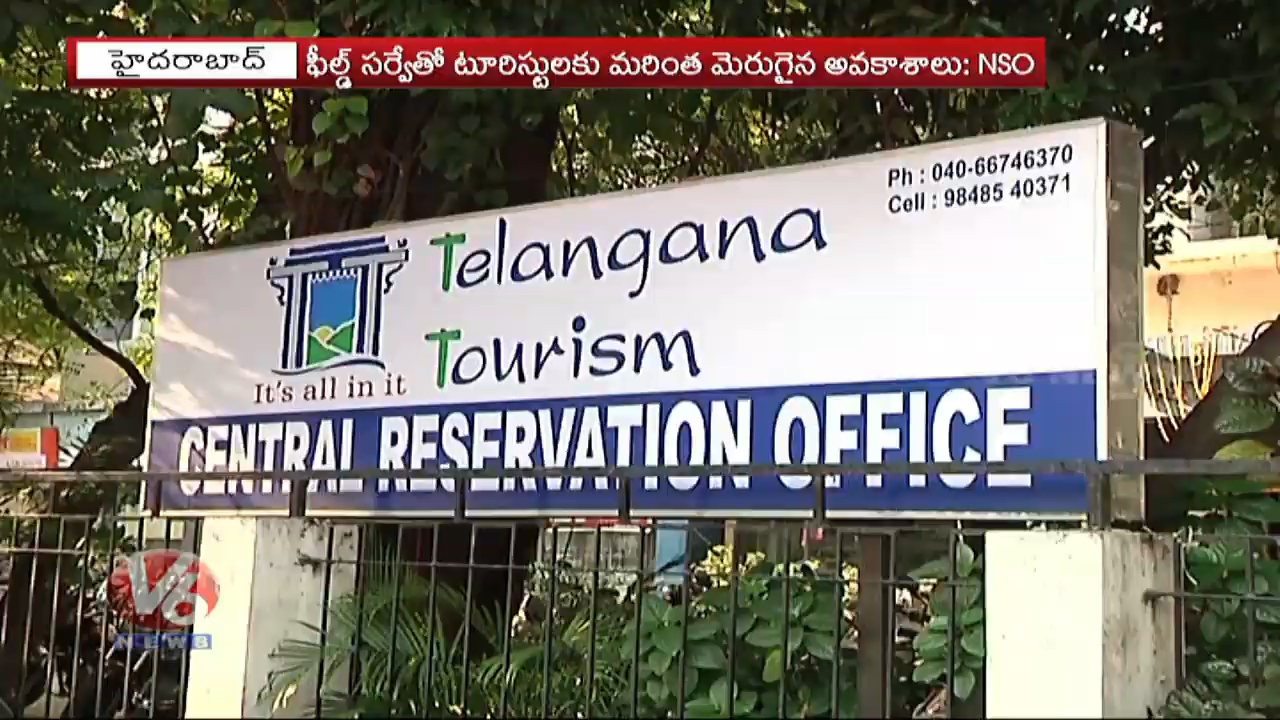 హైదరాబాద్ ఫీల్డ్ సర్వేతో టూరిస్టులకు మరింత మెరుగైన అవకాశాలు: NSO
Ph : 040-66746370
Cell : 98485 40371
Telangana
Tourism
It's all in it
CENTRAL RESERVATION OFFICE
V6
NEWS